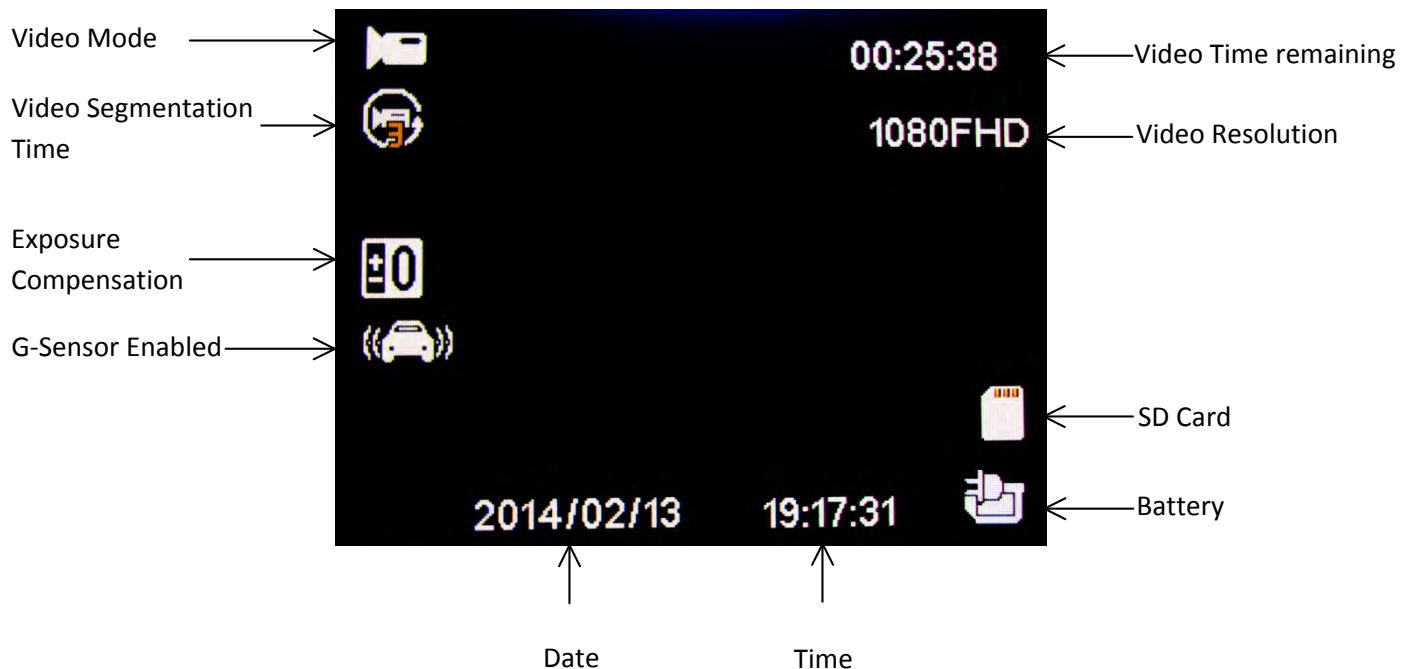 Video Mode
00:25:38
Video Time remaining
Video Segmentation
Time
3
1080FHD
Video Resolution
Exposure
Compensation
±0
G-Sensor Enabled
SD Card
2014/02/13
19:17:31
Battery
Date
Time